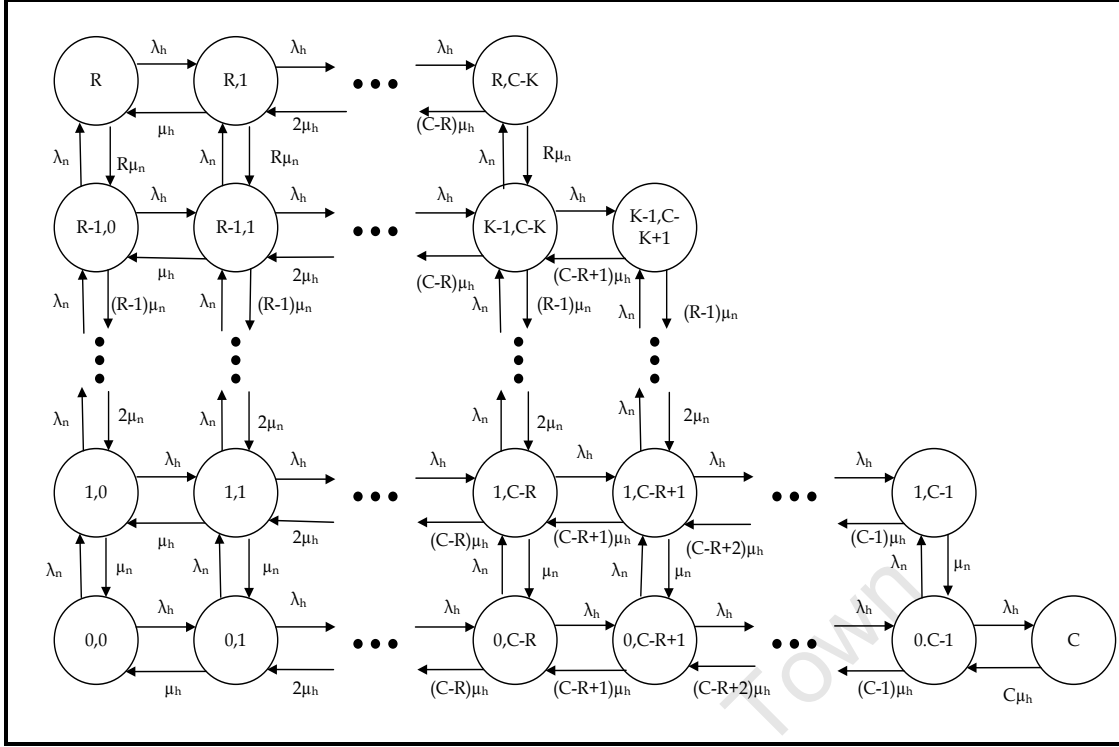 λh λh λh
R R,1 ••• R,C-K
μh 2μh (C-R)μh
λn Rμn λn Rμn λn Rμn
λh λh λh λh
R-1,0 R-1,1 ••• K-1,C-K K-1,C-
K+1
μh 2μh (C-R)μh (C-R+1)μh
λn (R-1)μn λn (R-1)μn λn (R-1)μn λn (R-1)μn
λn 2μn λn 2μn λn 2μn λn 2μn
λh λh λh λh λh λh
1,0 1,1 ••• 1,C-R 1,C-R+1 ••• 1,C-1
μh 2μh (C-R)μh (C-R+1)μh (C-R+2)μh (C-1)μh
λn μn λn μn λn μn λn μn λn μn
λh λh λh λh λh λh λh
0,0 0,1 ••• 0,C-R 0,C-R+1 ••• 0.C-1 C
μh 2μh (C-R)μh (C-R+1)μh (C-R+2)μh (C-1)μh Cμh
Town